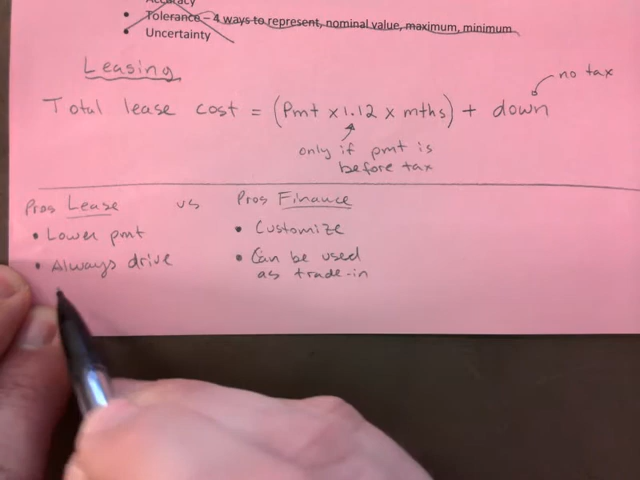 Accuracy
• Tolerance – 4 ways to represent, nominal value, maximum, minimum
• Uncertainty
Leasing
no tax
Total lease cost = (Pmt x 1.12 x mths) + down
only if pmt is
before tax
Pros Lease vs Pros Finance
• Lower pmt • Customize
• Always drive • Can be used
as trade-in